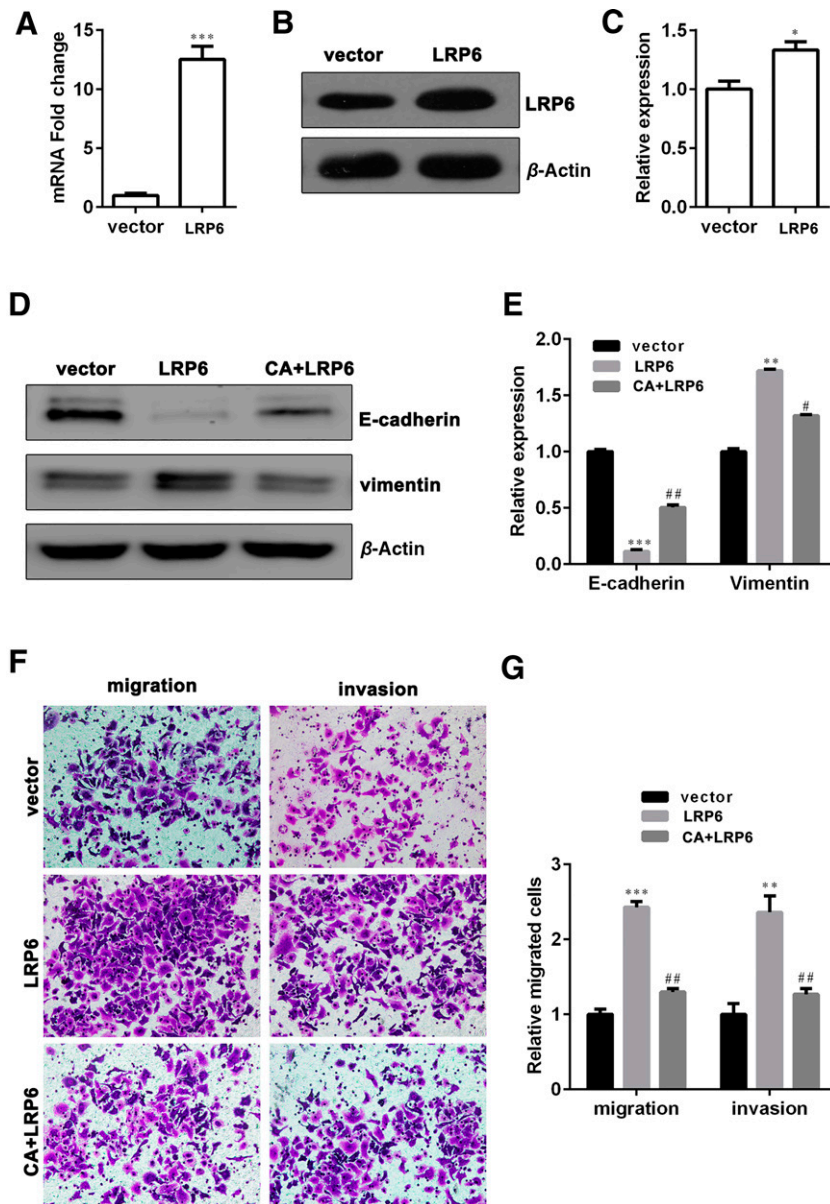 A
mRNA Fold change
15
10
5
0
***
vector
LRP6
B
vector LRP6
LRP6
β-Actin
C
Relative expression
1.5
1.0
0.5
0.0
*
vector
LRP6
D
vector LRP6 CA+LRP6
E-cadherin
vimentin
β-Actin
E
vector
LRP6
CA+LRP6
Relative expression
2.0
1.5
1.0
0.5
0.0
***
##
**
#
E-cadherin Vimentin
F
migration invasion
vector
LRP6
CA+LRP6
G
vector
LRP6
CA+LRP6
Relative migrated cells
3
2
1
0
***
##
**
##
migration invasion